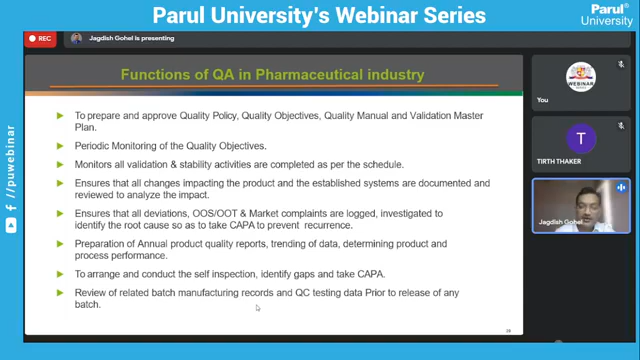 Parul University's Webinar Series
Parul®
University
REC
Jagdish Gohel is presenting
Functions of QA in Pharmaceutical industry
To prepare and approve Quality Policy, Quality Objectives, Quality Manual and Validation Master
Plan.
Periodic Monitoring of the Quality Objectives.
Monitors all validation & stability activities are completed as per the schedule.
Ensures that all changes impacting the product and the established systems are documented and
reviewed to analyze the impact.
Ensures that all deviations, OOS/OOT & Market complaints are logged, investigated to
identify the root cause so as to take CAPA to prevent recurrence.
Preparation of Annual product quality reports, trending of data, determining product and
process performance.
To arrange and conduct the self inspection, identify gaps and take CAPA.
Review of related batch manufacturing records and QC testing data Prior to release of any
batch.
WEBINAR
You
T
TIRTH THAKER
Jagdish Gohel
/puwebinar